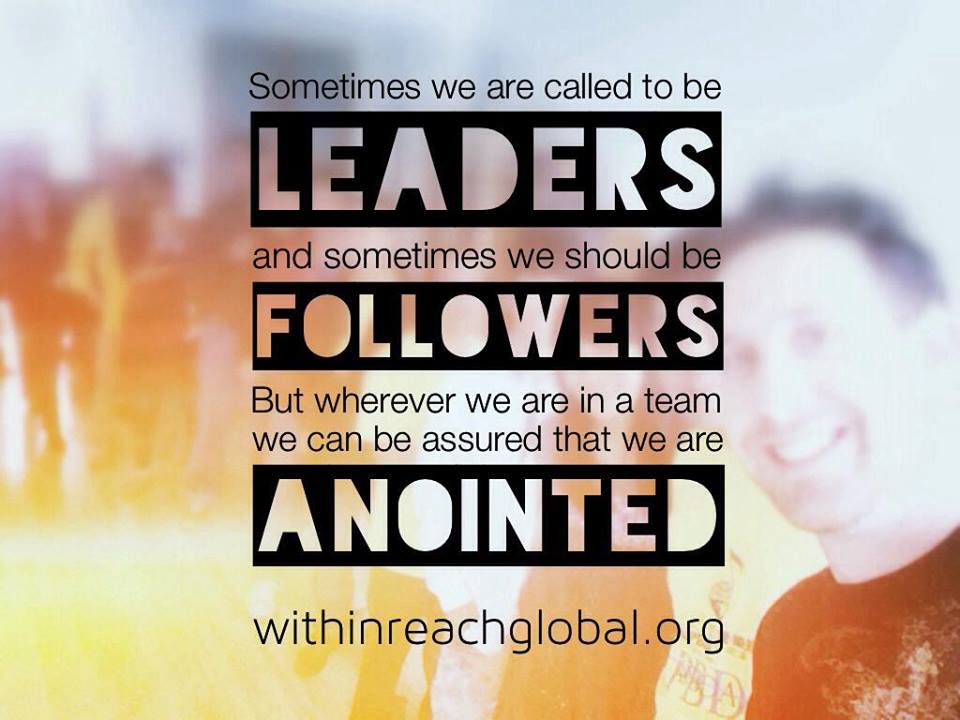 Sometimes we are called to be
LEADERS
and sometimes we should be
FOLLOWERS
But wherever we are in a team
we can be assured that we are
ANOINTED
withinreachglobal.org